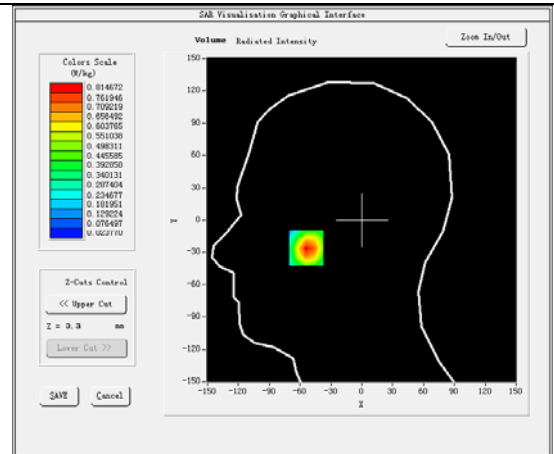 SAR Visualisation Graphical Interface
Volume Radiated Intensity
Zoom In/Out
Colors Scale
(W/kg)
0.814672
0.761946
0.709219
0.656492
0.603765
0.551038
0.498311
0.445585
0.392858
0.340131
0.287404
0.234677
0.181951
0.129224
0.076497
0.023770
Z-Cuts Control
<< Upper Cut
Z = 3.3 mm
Lower Cut >>
SAVE
Cancel
150
120
90
60
30
0
-30
-60
-90
-120
-150
Y
-150 -120 -90 -60 -30 0 30 60 90 120 150
X